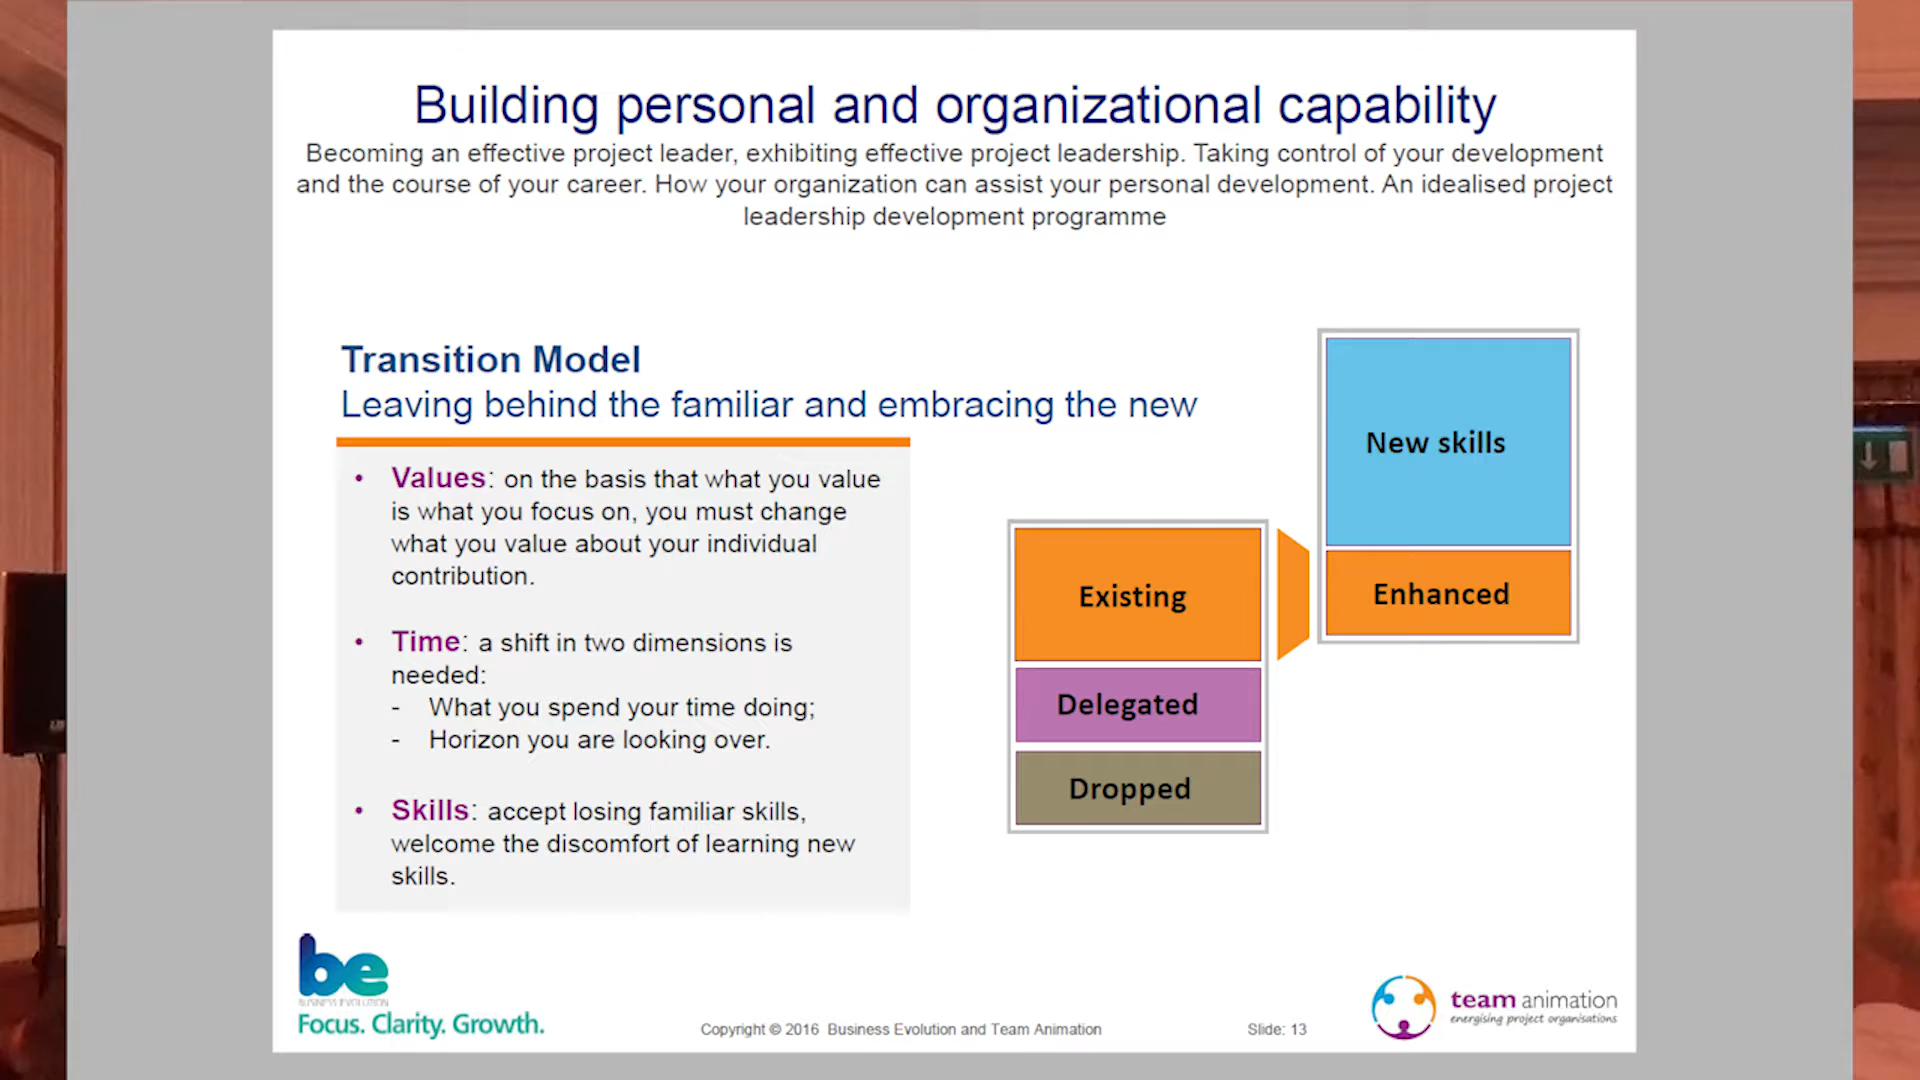 Building personal and organizational capability
Becoming an effective project leader, exhibiting effective project leadership. Taking control of your development
and the course of your career. How your organization can assist your personal development. An idealised project
leadership development programme
Transition Model
Leaving behind the familiar and embracing the new
• Values: on the basis that what you value
is what you focus on, you must change
what you value about your individual
contribution.
• Time: a shift in two dimensions is
needed:
- What you spend your time doing;
- Horizon you are looking over.
• Skills: accept losing familiar skills,
welcome the discomfort of learning new
skills.
New skills
Enhanced
Existing
Delegated
Dropped
be
BUSINESS EVOLUTION
Focus. Clarity. Growth.
Copyright © 2016 Business Evolution and Team Animation
Slide: 13
team animation
energising project organisations